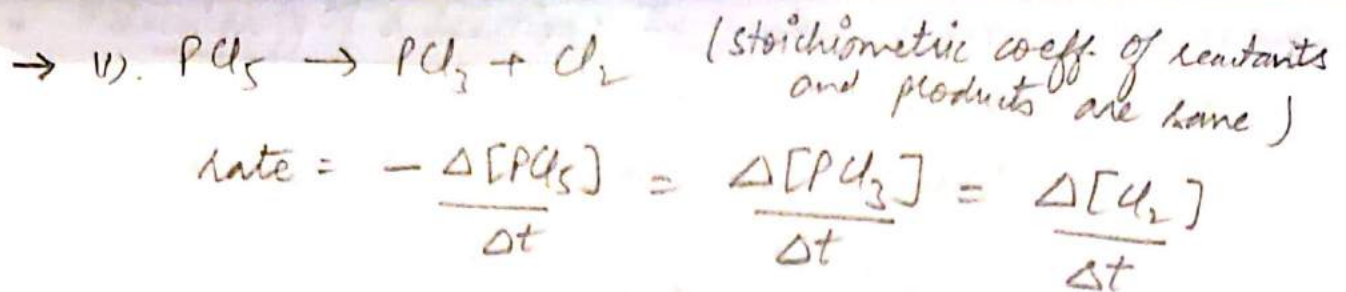 → 1). PCl₅ → PCl₃ + Cl₂ (stoichiometric coeff. of reactants
and products are same)
rate = - Δ[PCl₅]/Δt = Δ[PCl₃]/Δt = Δ[Cl₂]/Δt